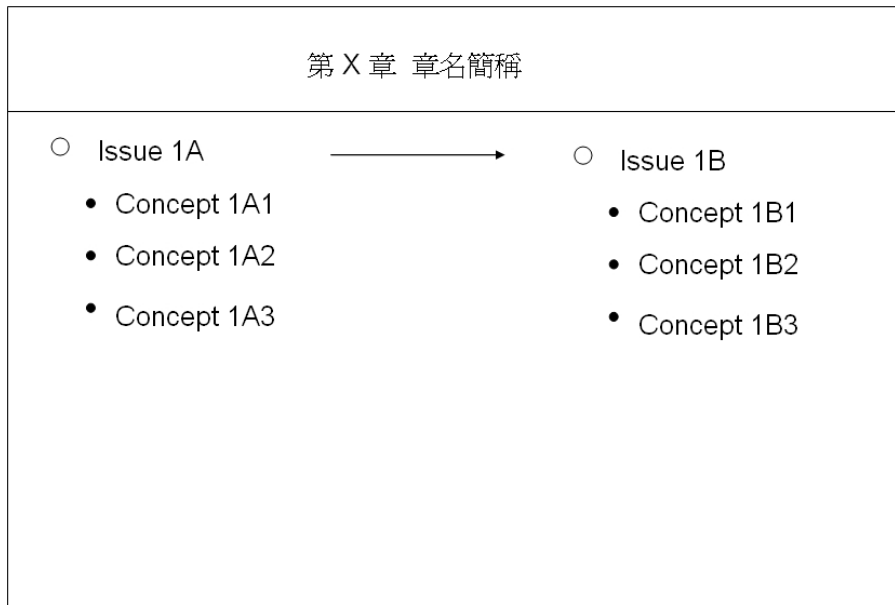 第 X 章 章名簡稱
○ Issue 1A
• Concept 1A1
• Concept 1A2
• Concept 1A3
○ Issue 1B
• Concept 1B1
• Concept 1B2
• Concept 1B3